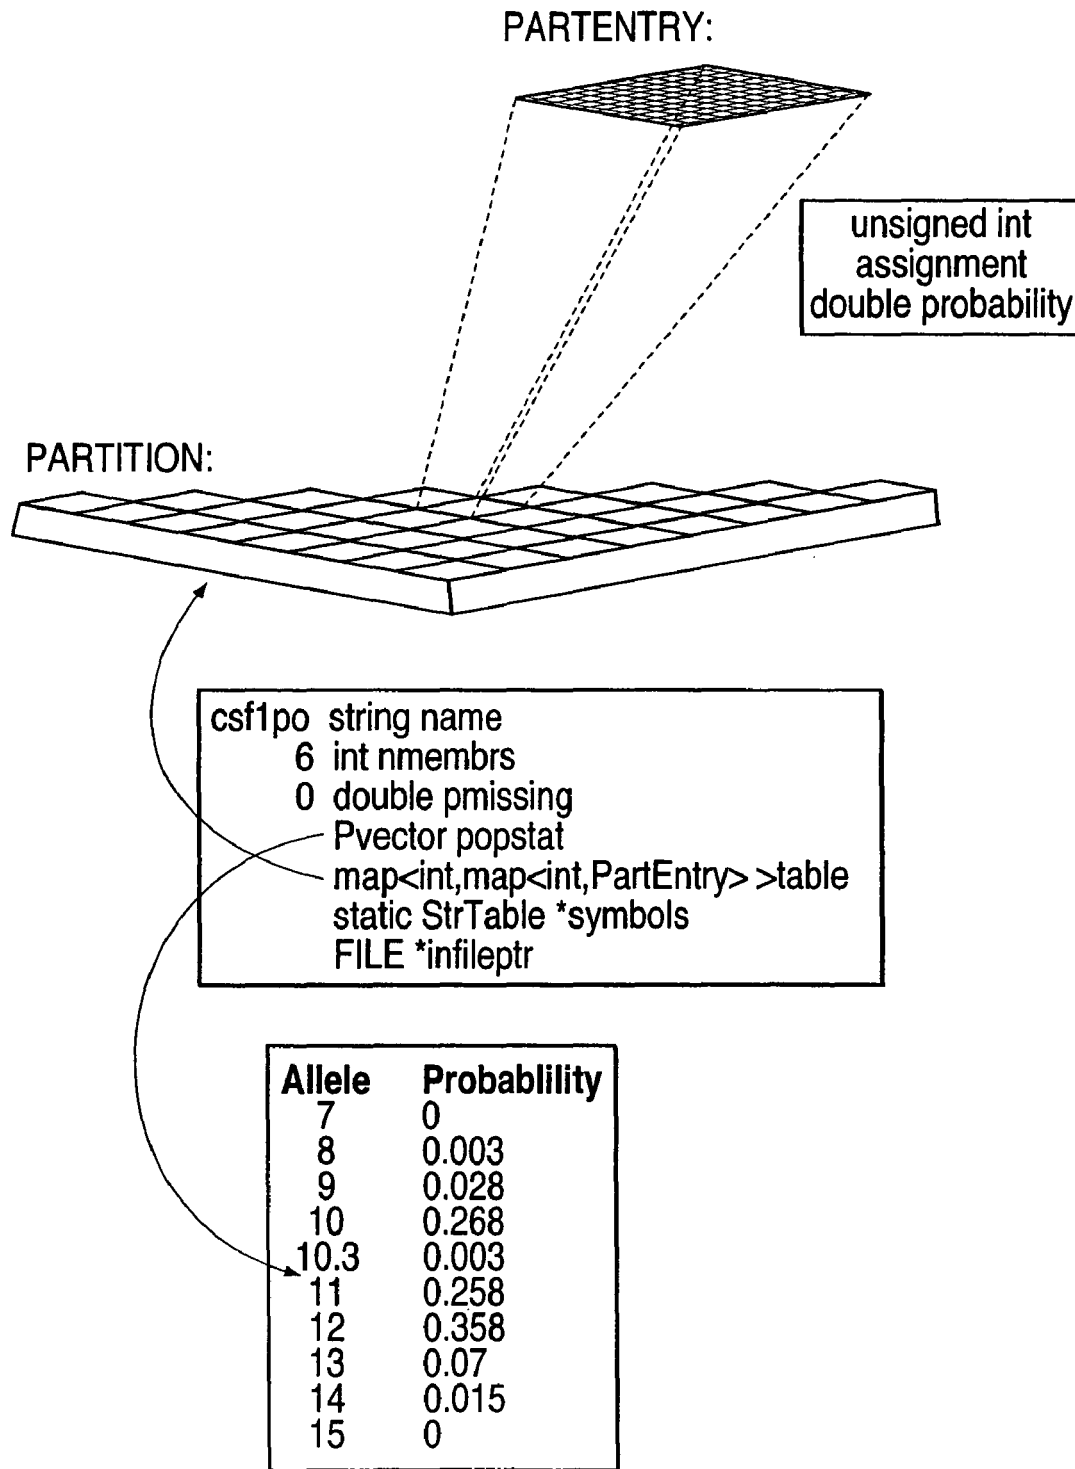 PARTENTRY:
unsigned int
assignment
double probability
PARTITION:
csf1po string name
6 int nmembrs
0 double pmissing
Pvector popstat
map<int,map<int,PartEntry> >table
static StrTable *symbols
FILE *infileptr
Allele Probablility
7 0
8 0.003
9 0.028
10 0.268
10.3 0.003
11 0.258
12 0.358
13 0.07
14 0.015
15 0